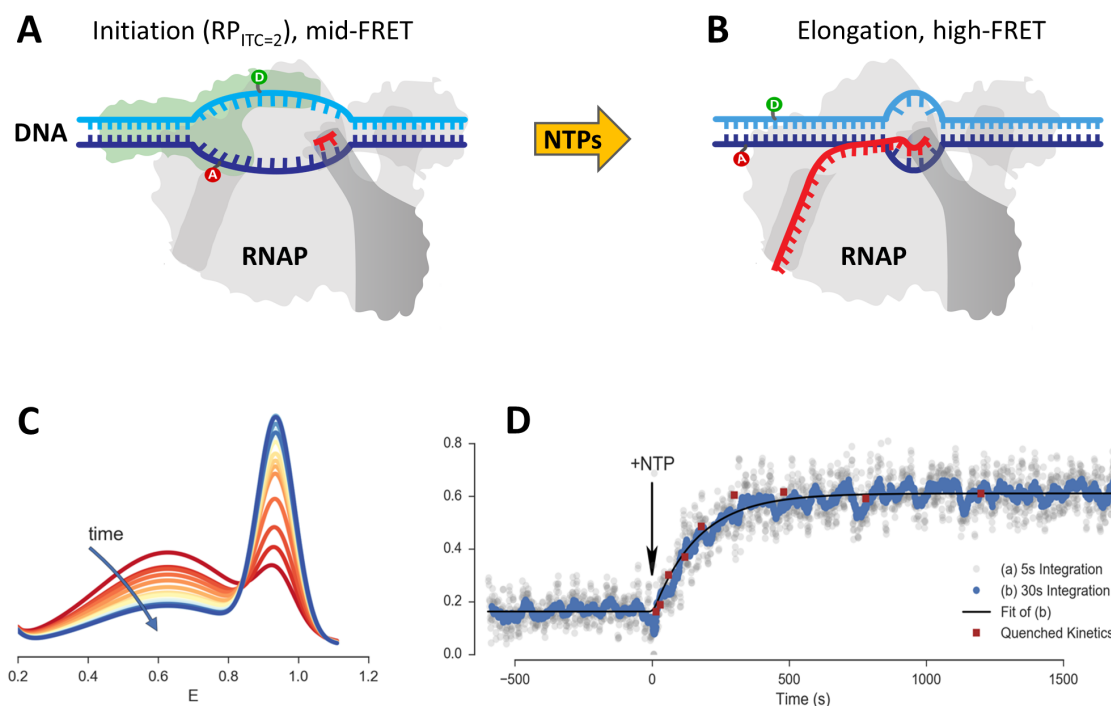 A
Initiation (RP_ITC=2), mid-FRET
B
Elongation, high-FRET
D
D
DNA
NTPs
A
A
RNAP
RNAP
C
D
time
0.2 0.4 0.6 0.8 1.0 1.2
E
0.8
0.6
0.4
0.2
0.0
+NTP
(a) 5s Integration
(b) 30s Integration
Fit of (b)
Quenched Kinetics
−500 0 500 1000 1500
Time (s)